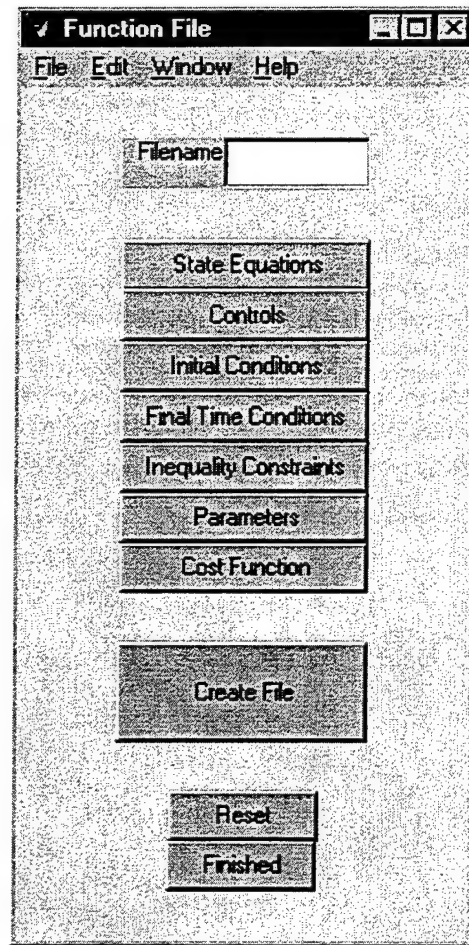 Function File
File Edit Window Help
Filename
State Equations
Controls
Initial Conditions
Final Time Conditions
Inequality Constraints
Parameters
Cost Function
Create File
Reset
Finished